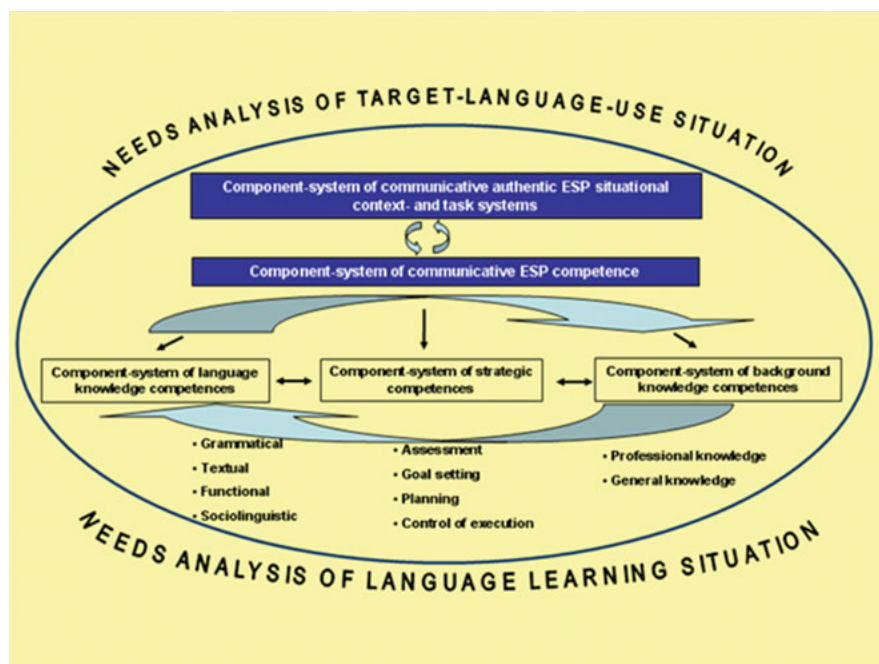 NEEDS ANALYSIS OF TARGET-LANGUAGE-USE SITUATION
Component-system of communicative authentic ESP situational
context- and task systems
Component-system of communicative ESP competence
Component-system of language
knowledge competences
Component-system of strategic
competences
Component-system of background
knowledge competences
• Grammatical
• Textual
• Functional
• Sociolinguistic
• Assessment
• Goal setting
• Planning
• Control of execution
• Professional knowledge
• General knowledge
NEEDS ANALYSIS OF LANGUAGE LEARNING SITUATION